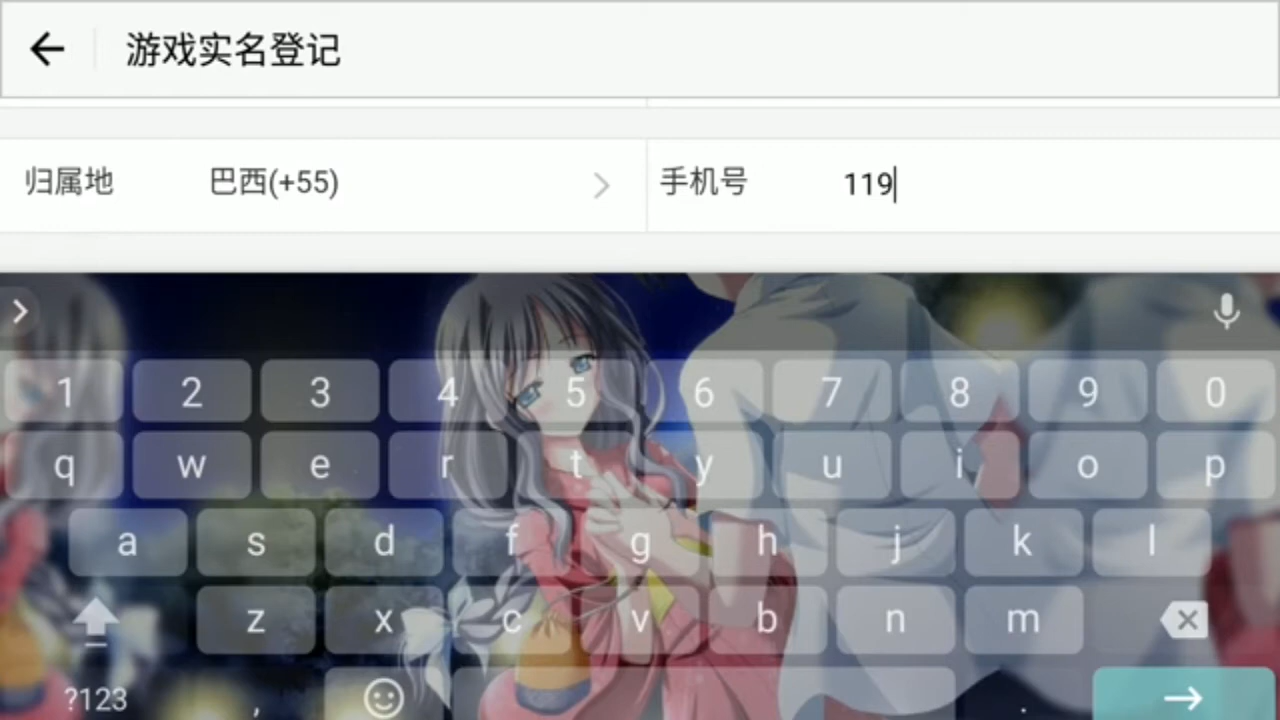 游戏实名登记
归属地 巴西(+55) 手机号 119
1 2 3 4 5 6 7 8 9 0
q w e r t y u i o p
a s d f g h j k l
z x c v b n m
?123 , .